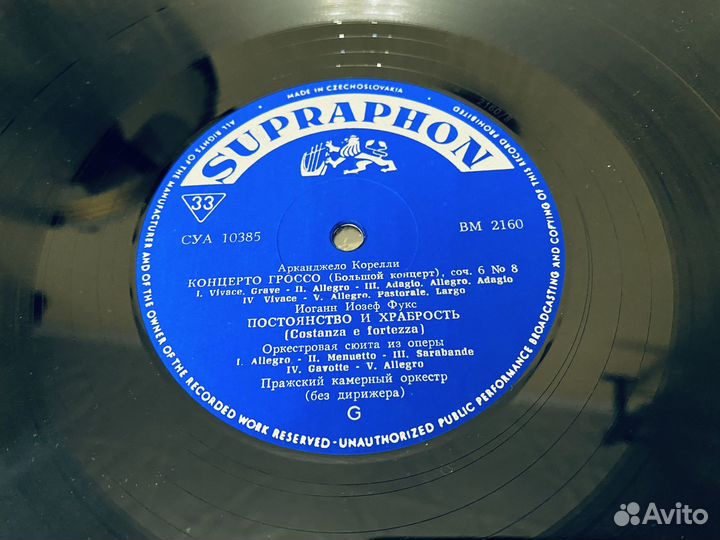 • MADE IN CZECHOSLOVAKIA •
SUPRAPHON
33
СУА 10385
ВМ 2160
Арканджело Корелли
КОНЦЕРТО ГРОССО (Большой концерт), соч. 6 No 8
I. Vivace, Grave - II. Allegro - III. Adagio, Allegro, Adagio
IV Vivace - V. Allegro, Pastorale, Largo
Иоганн Иозеф Фукс
ПОСТОЯНСТВО И ХРАБРОСТЬ
(Costanza e fortezza)
Оркестровая сюита из оперы
I. Allegro - II. Menuetto - III. Sarabande
IV. Gavotte - V. Allegro
Пражский камерный оркестр
(без дирижера)
G
ALL RIGHTS OF THE MANUFACTURER AND OF THE OWNER OF THE RECORDED WORK RESERVED - UNAUTHORIZED PUBLIC PERFORMANCE BROADCASTING AND COPYING OF THIS RECORD PROHIBITED
Avito